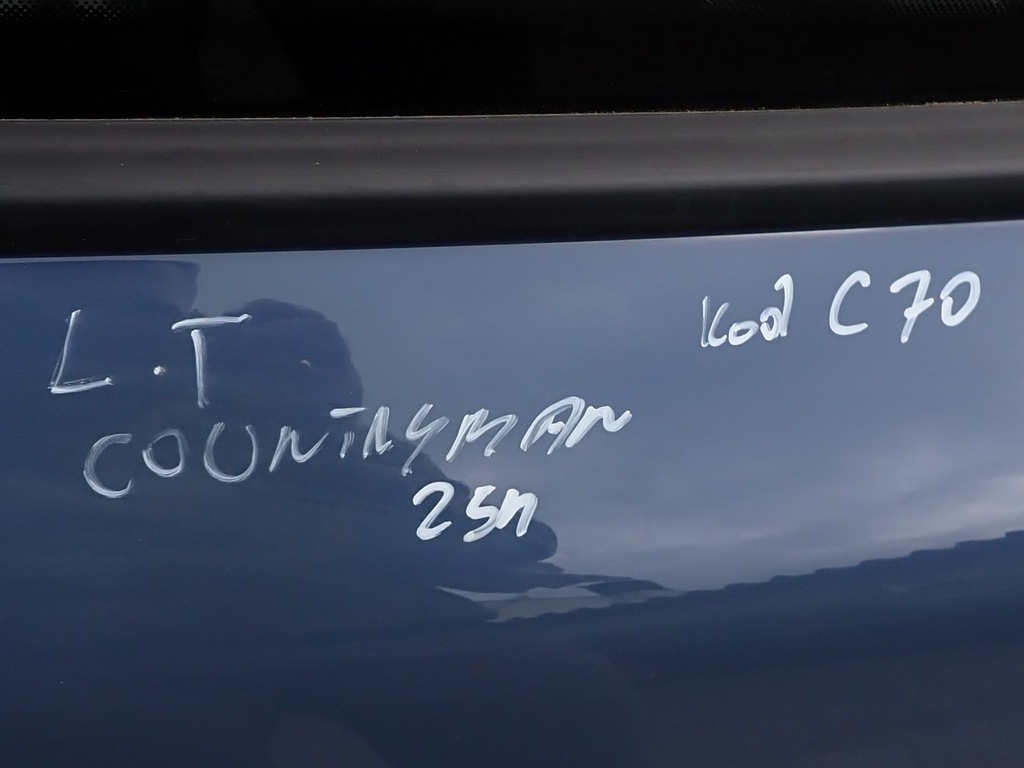 L.T
Kod C70
COUNTRYMAN
25n